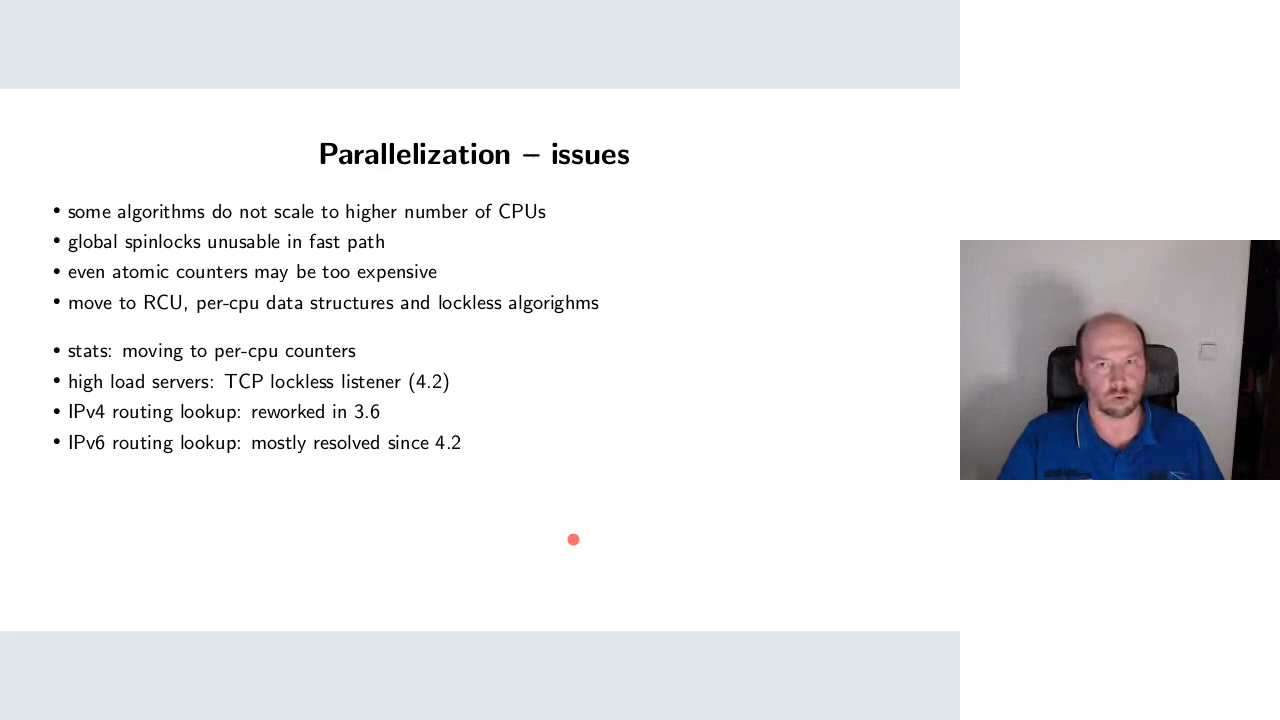 Parallelization – issues
• some algorithms do not scale to higher number of CPUs
• global spinlocks unusable in fast path
• even atomic counters may be too expensive
• move to RCU, per-cpu data structures and lockless algorighms
• stats: moving to per-cpu counters
• high load servers: TCP lockless listener (4.2)
• IPv4 routing lookup: reworked in 3.6
• IPv6 routing lookup: mostly resolved since 4.2